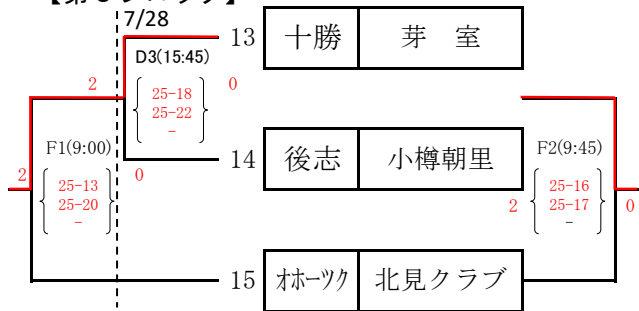 7/28
13 十勝 芽室
D3(15:45)
2
0
25-18
25-22
-
F1(9:00)
14 後志 小樽朝里
F2(9:45)
2
0
25-13
25-20
-
2
25-16
25-17
-
0
15 オホーツク 北見クラブ